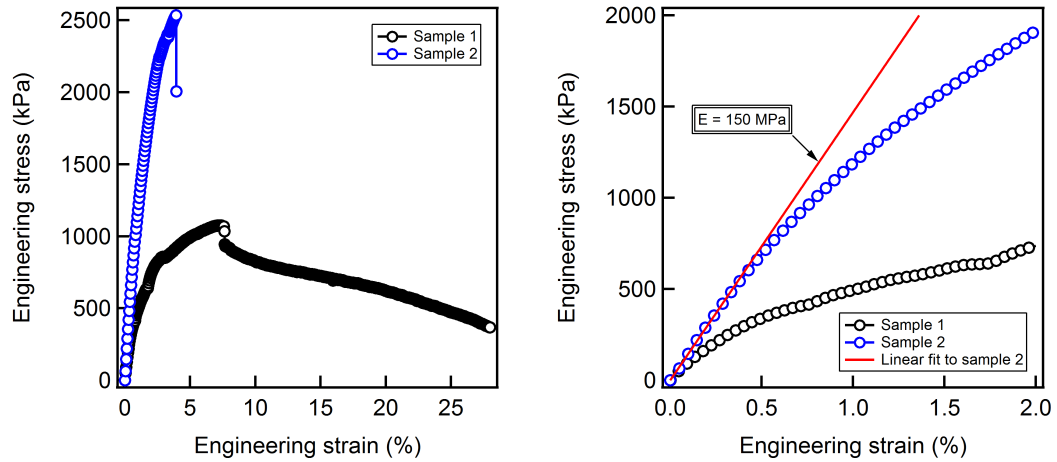 Engineering stress (kPa)
2500
2000
1500
1000
500
0
Sample 1
Sample 2
0
5
10
15
20
25
Engineering strain (%)
Engineering stress (kPa)
2000
1500
1000
500
0
E = 150 MPa
Sample 1
Sample 2
Linear fit to sample 2
0.0
0.5
1.0
1.5
2.0
Engineering strain (%)